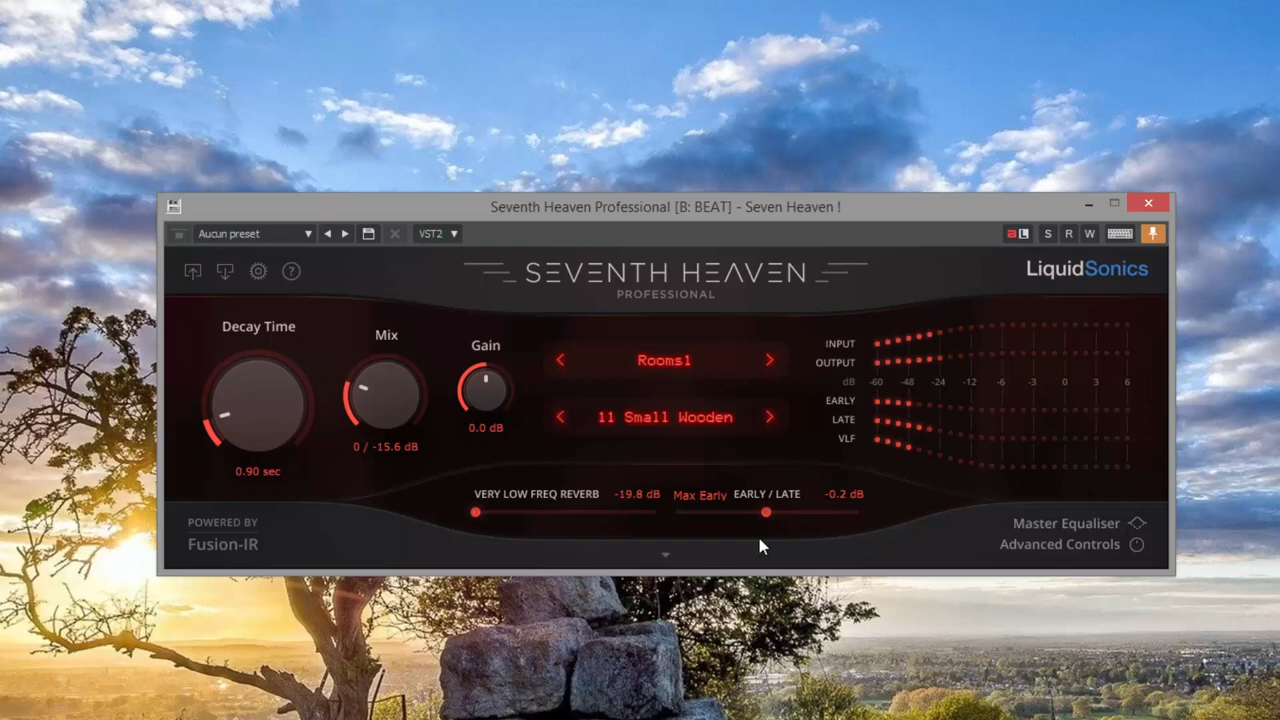 Seventh Heaven Professional [B: BEAT] - Seven Heaven !
Aucun preset
VST2
aL
S R W
?
SEVENTH HEAVEN
PROFESSIONAL
LiquidSonics
Decay Time
0.90 sec
Mix
0 / -15.6 dB
Gain
0.0 dB
Rooms1
11 Small Wooden
INPUT
OUTPUT
dB -60 -48 -24 -12 -6 -3 0 3 6
EARLY
LATE
VLF
VERY LOW FREQ REVERB -19.8 dB
Max Early EARLY / LATE -0.2 dB
POWERED BY
Fusion-IR
Master Equaliser
Advanced Controls